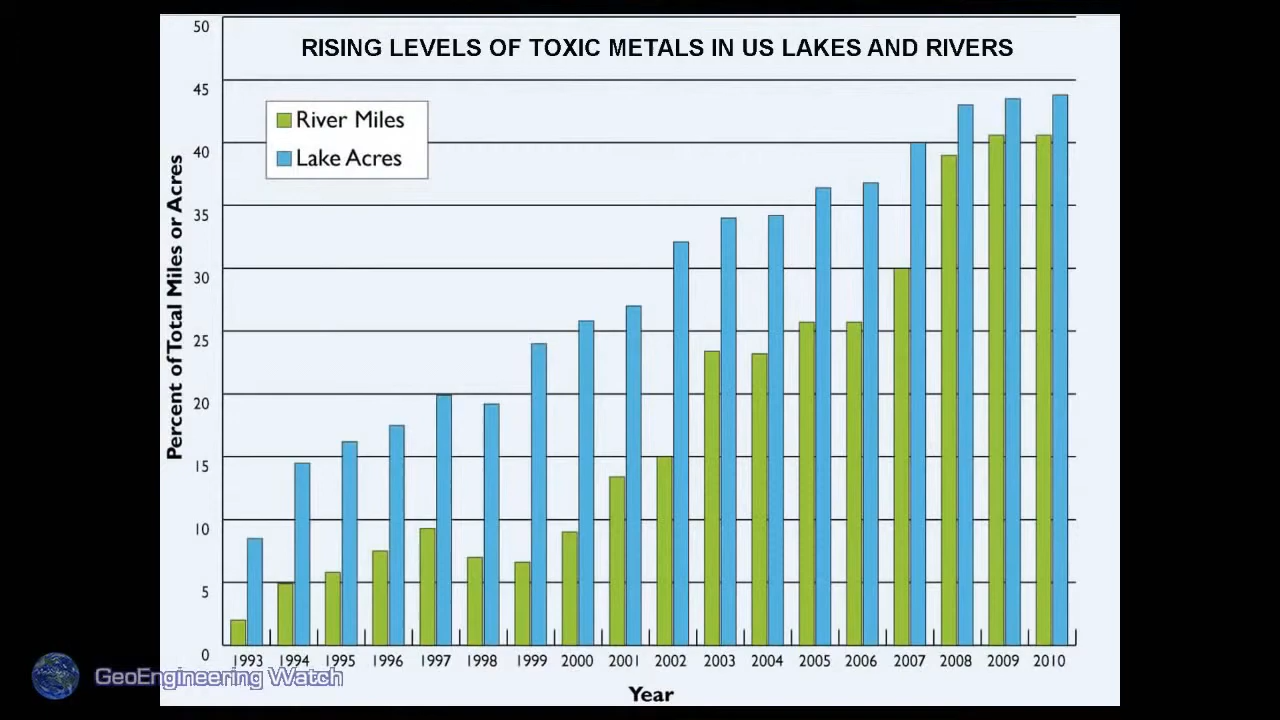 RISING LEVELS OF TOXIC METALS IN US LAKES AND RIVERS
50
45
40
35
30
25
20
15
10
5
0
River Miles
Lake Acres
Percent of Total Miles or Acres
1993 1994 1995 1996 1997 1998 1999 2000 2001 2002 2003 2004 2005 2006 2007 2008 2009 2010
Year
GeoEngineering Watch